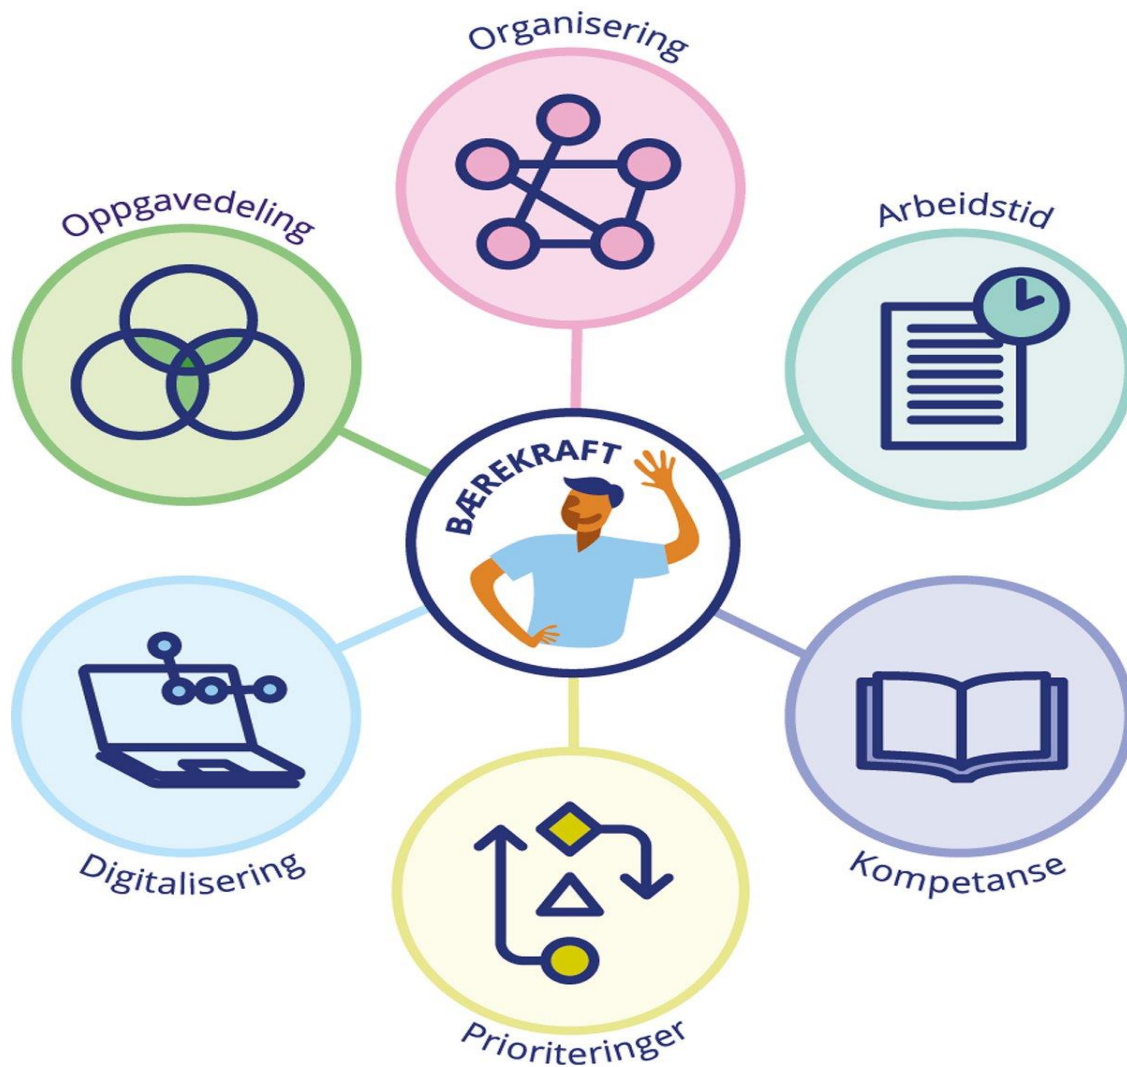 Organisering
Oppgavedeling
Arbeidstid
BÆREKRAFT
Digitalisering
Kompetanse
Prioriteringer